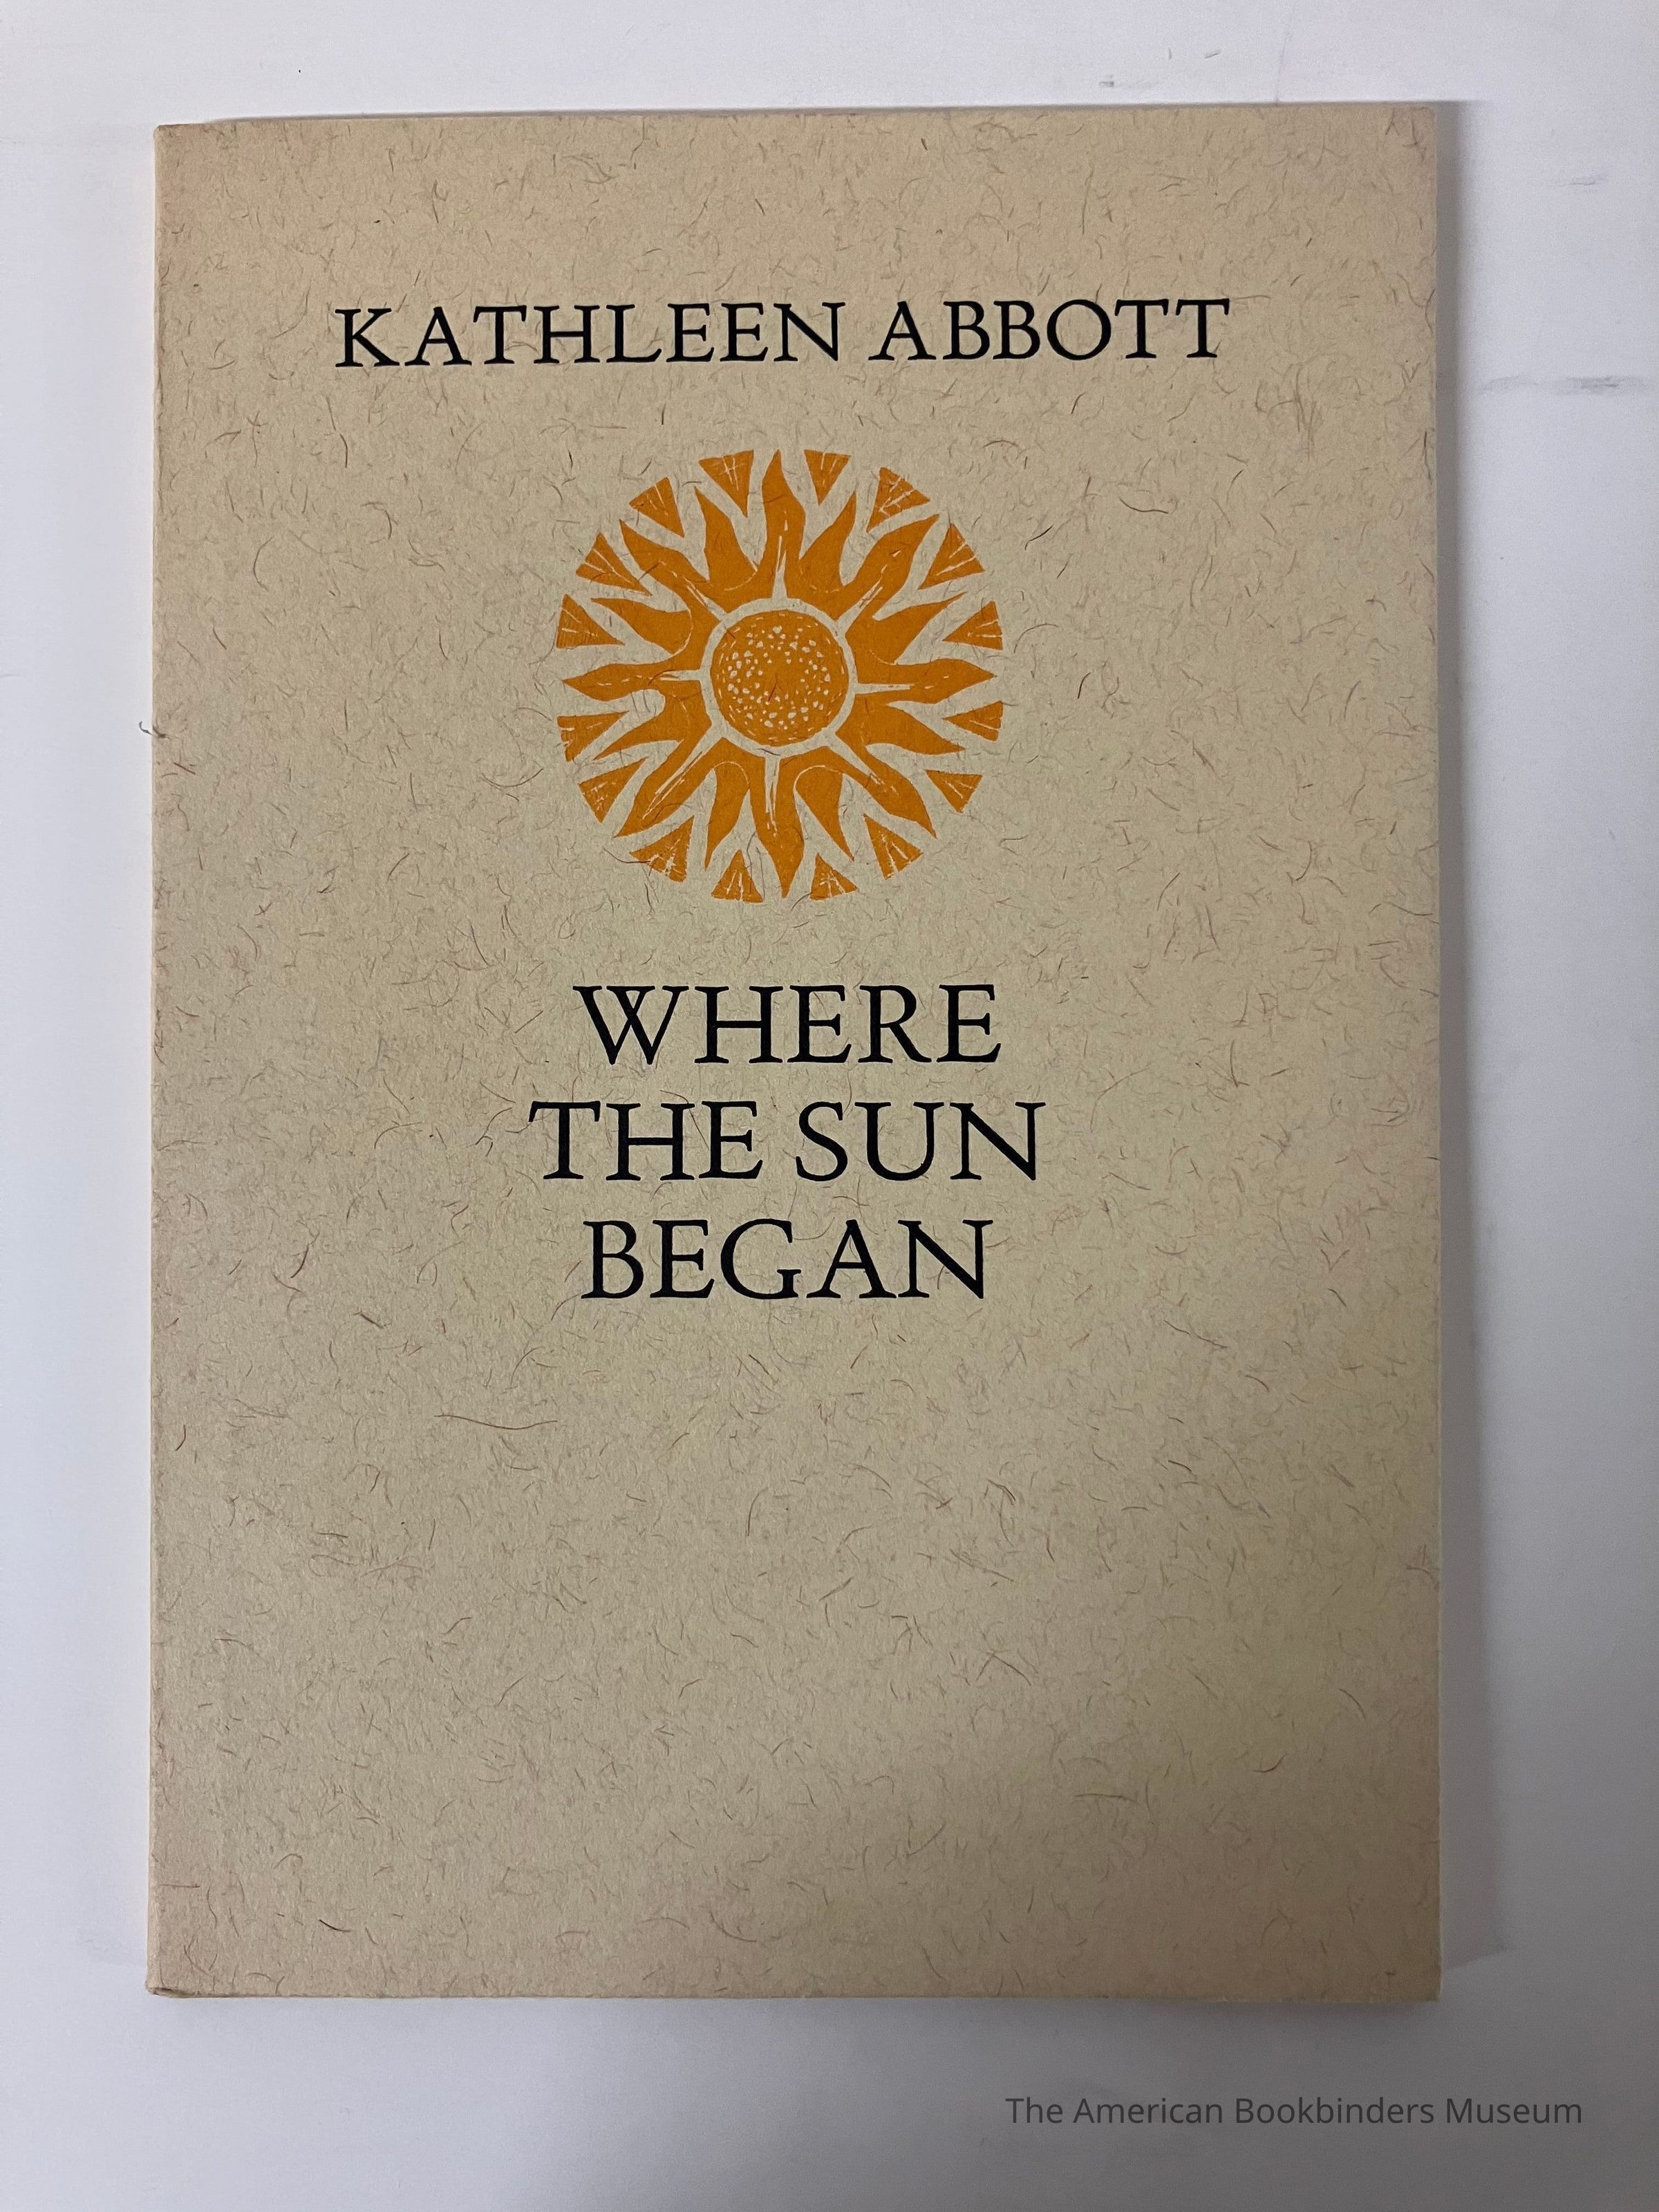 KATHLEEN ABBOTT
WHERE
THE SUN
BEGAN
The American Bookbinders Museum